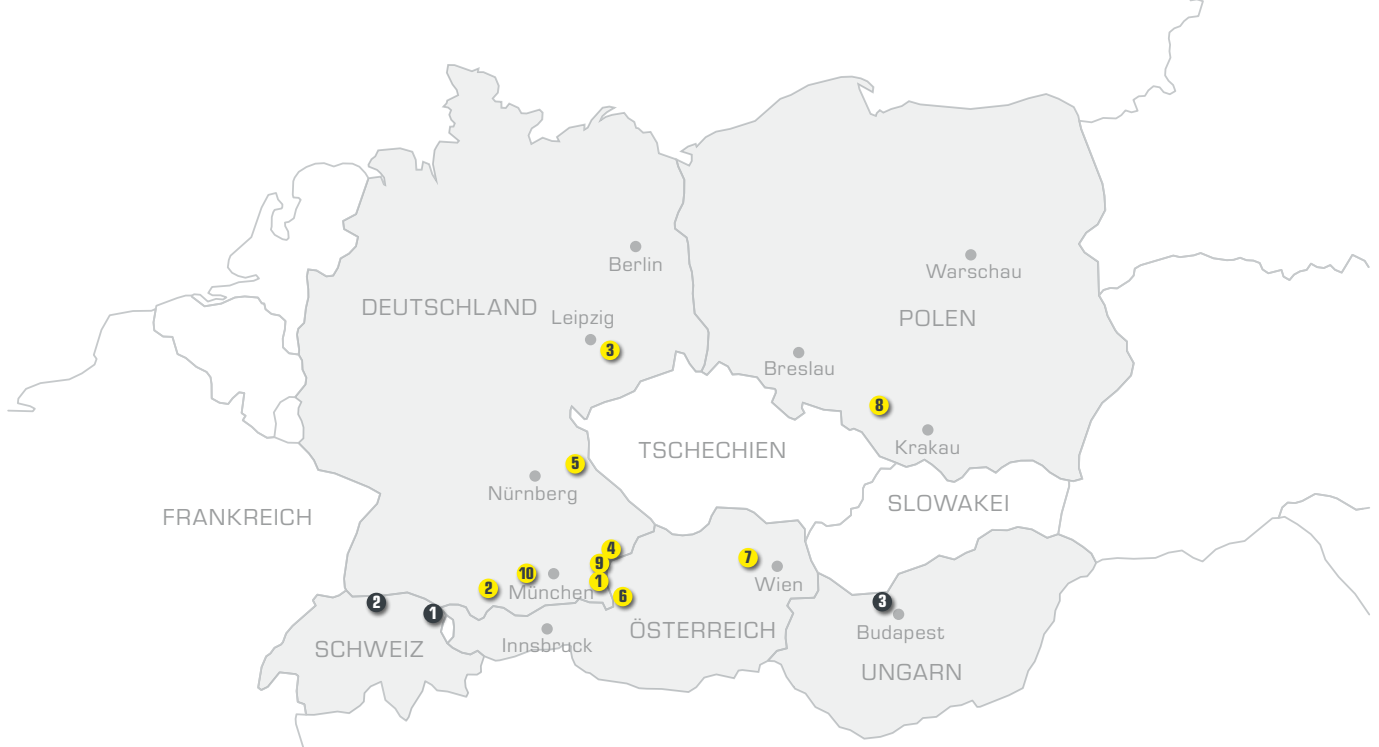 Berlin
Warschau
DEUTSCHLAND
Leipzig
POLEN
3
Breslau
8
Krakau
TSCHECHIEN
5
Nürnberg
SLOWAKEI
FRANKREICH
4
7
9
10
1
2
München
Wien
6
2
1
3
ÖSTERREICH
Budapest
SCHWEIZ
Innsbruck
UNGARN